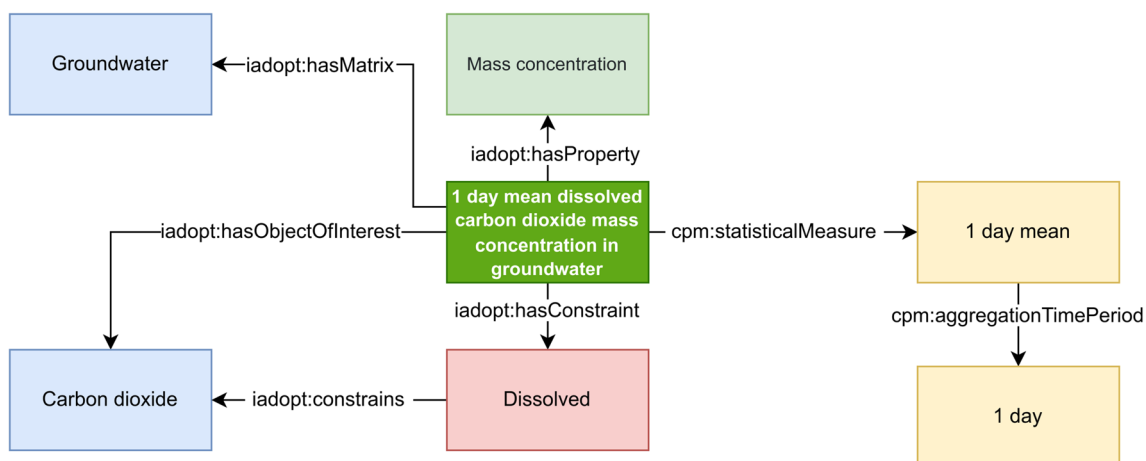 Groundwater
iadopt:hasMatrix
Mass concentration
iadopt:hasProperty
1 day mean dissolved
carbon dioxide mass
concentration in
groundwater
iadopt:hasObjectOfInterest
cpm:statisticalMeasure
1 day mean
iadopt:hasConstraint
cpm:aggregationTimePeriod
Carbon dioxide
iadopt:constrains
Dissolved
1 day